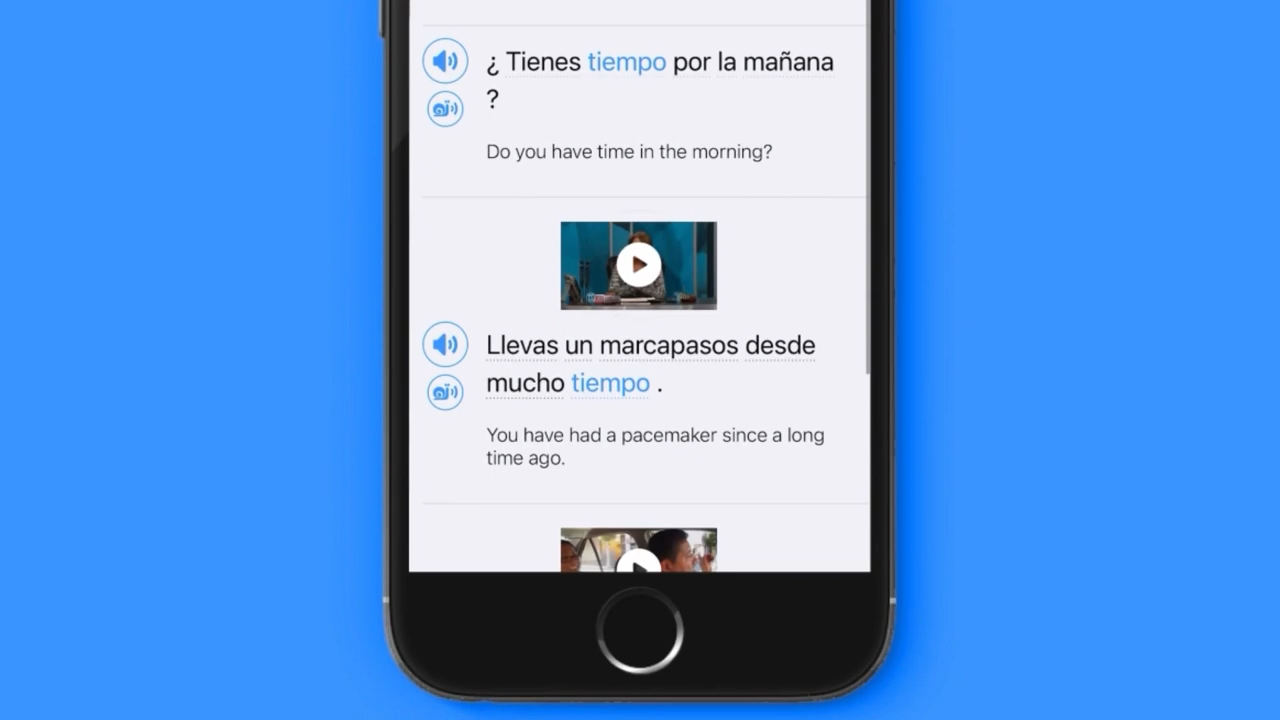 ¿ Tienes tiempo por la mañana
?
Do you have time in the morning?
Llevas un marcapasos desde
mucho tiempo .
You have had a pacemaker since a long
time ago.